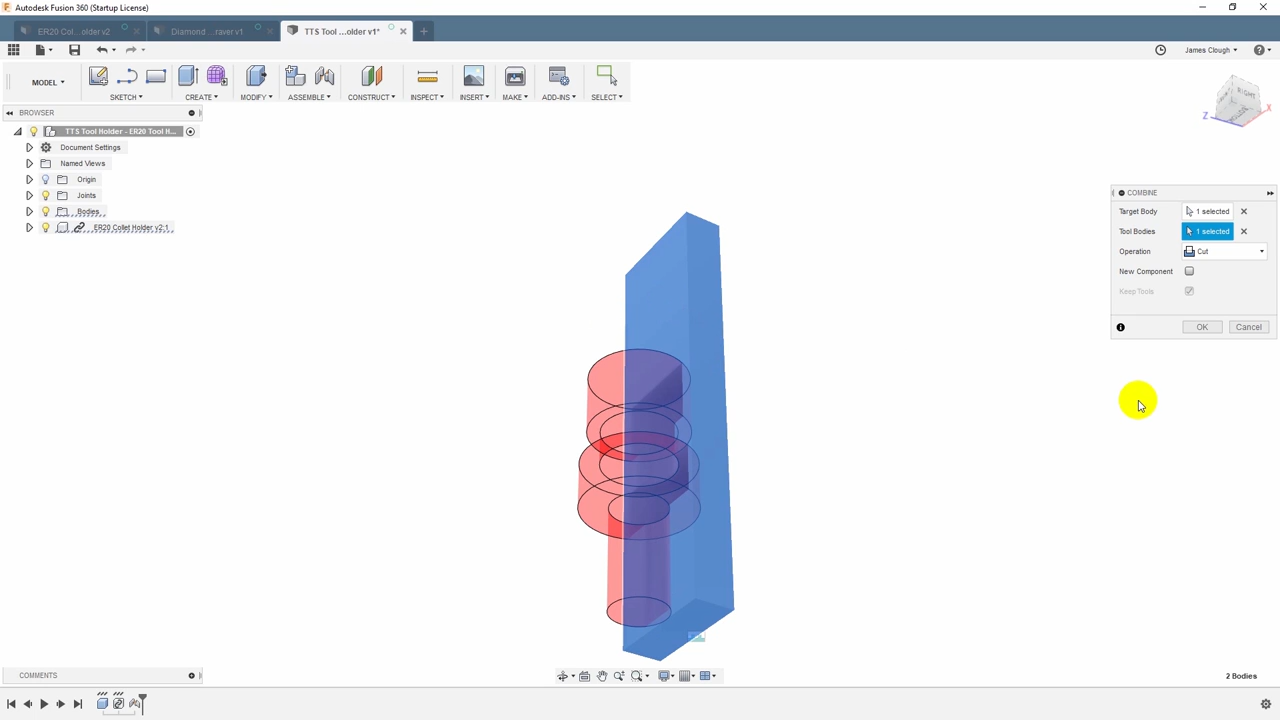 Autodesk Fusion 360 (Startup License)
ER20 Col...older v2
Diamond ...raver v1
TTS Tool ...older v1*
James Clough
MODEL
SKETCH
CREATE
MODIFY
ASSEMBLE
CONSTRUCT
INSPECT
INSERT
MAKE
ADD-INS
SELECT
BROWSER
TTS Tool Holder - ER20 Tool H...
Document Settings
Named Views
Origin
Joints
Bodies
ER20 Collet Holder v2:1
RIGHT
Z
X
COMBINE
Target Body 1 selected
Tool Bodies 1 selected
Operation Cut
New Component
Keep Tools
OK Cancel
COMMENTS
2 Bodies